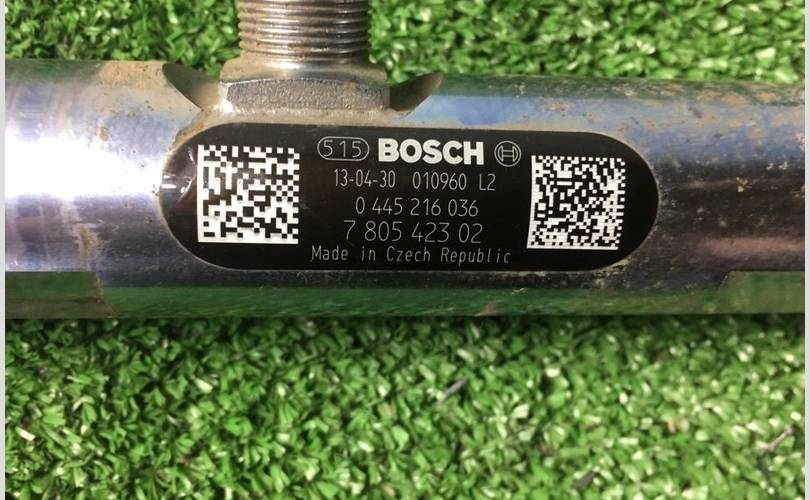 515 BOSCH
13-04-30 010960 L2
0 445 216 036
7 805 423 02
Made in Czech Republic